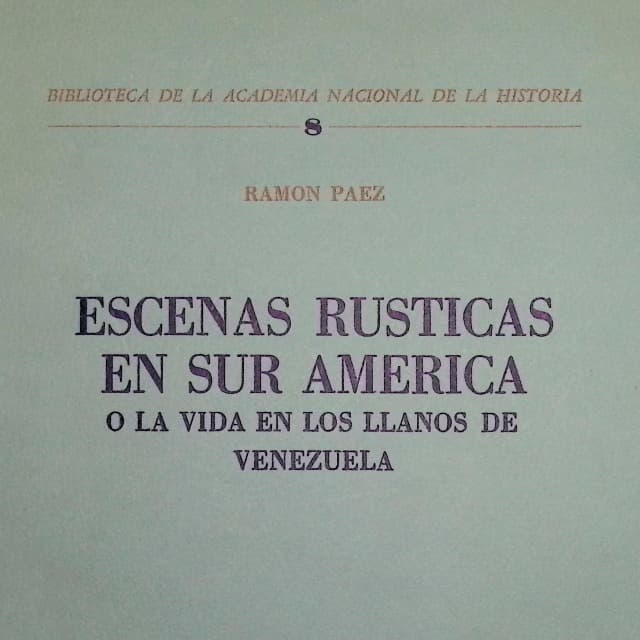 BIBLIOTECA DE LA ACADEMIA NACIONAL DE LA HISTORIA
8
RAMON PAEZ
ESCENAS RUSTICAS
EN SUR AMERICA
O LA VIDA EN LOS LLANOS DE
VENEZUELA